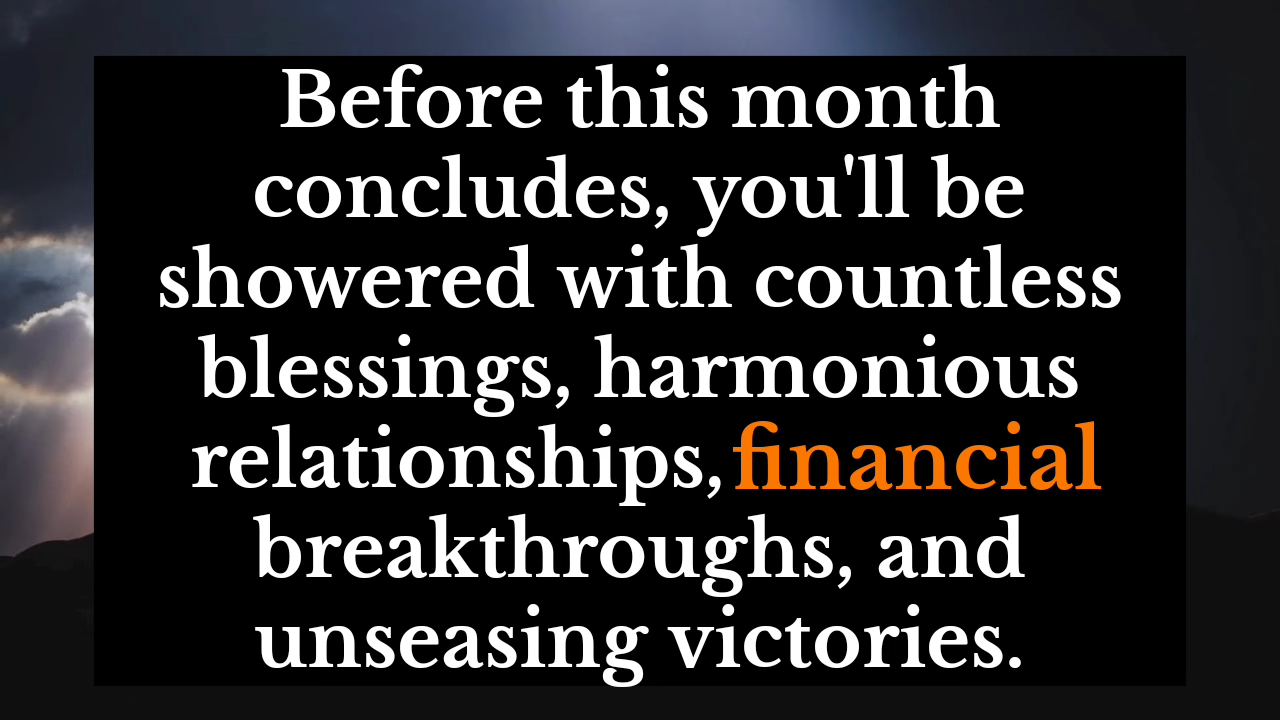 Before this month
concludes, you'll be
showered with countless
blessings, harmonious
relationships, financial
breakthroughs, and
unseasing victories.